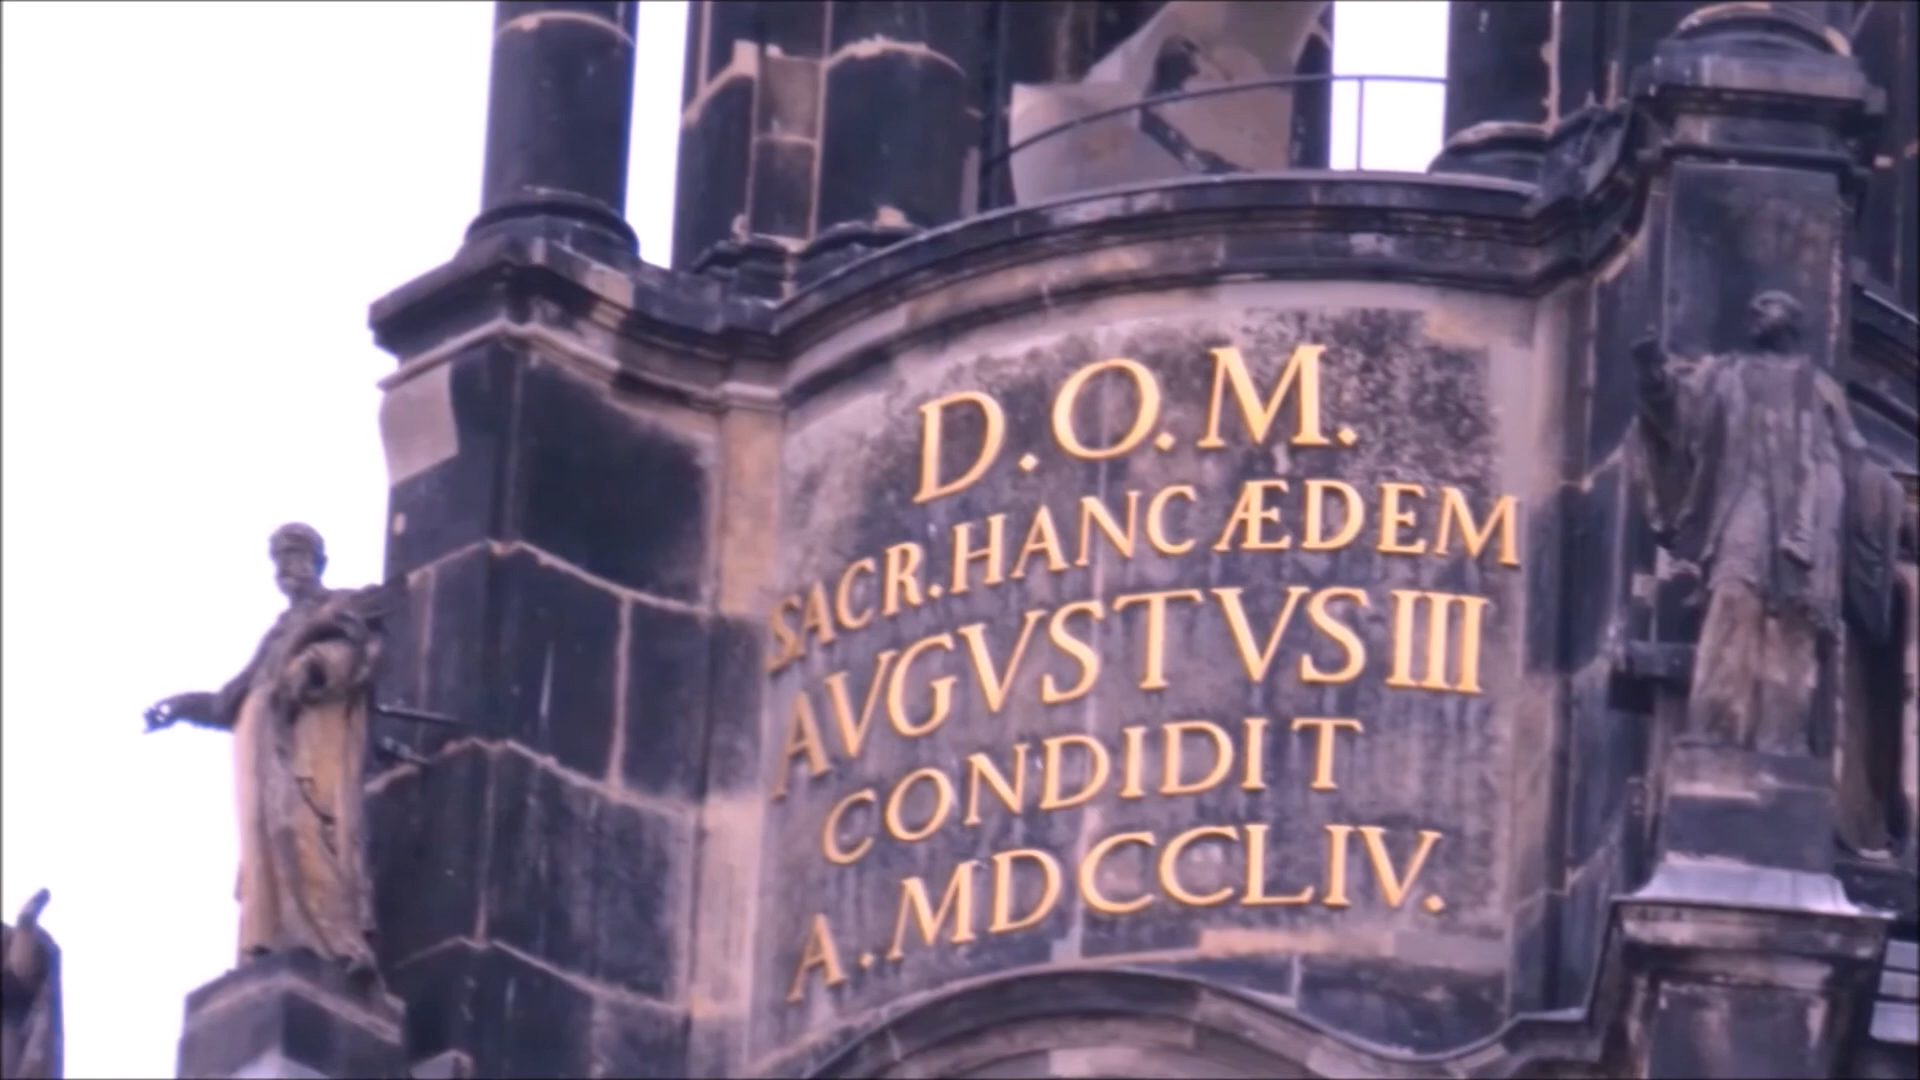 D.O.M.
SACR.HANC ÆDEM
AVGVSTVS III
CONDIDIT
A.MDCCLIV.